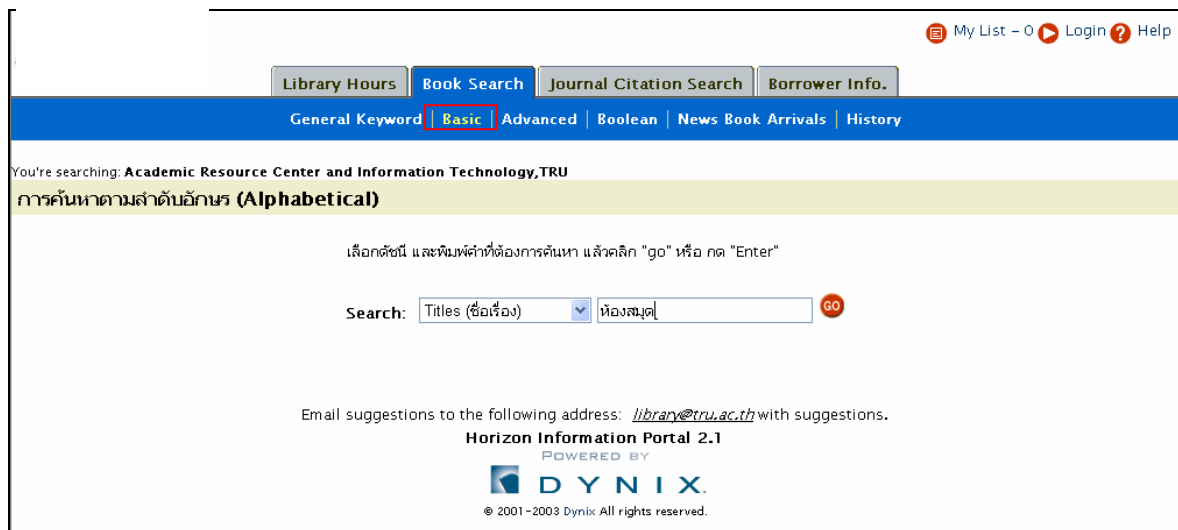 My List - 0 Login Help
Library Hours Book Search Journal Citation Search Borrower Info.
General Keyword | Basic | Advanced | Boolean | News Book Arrivals | History
You're searching: Academic Resource Center and Information Technology,TRU
การค้นหาตามลำดับอักษร (Alphabetical)
เลือกดัชนี และพิมพ์คำที่ต้องการค้นหา แล้วคลิก "go" หรือ กด "Enter"
Search: Titles (ชื่อเรื่อง) ห้องสมุด GO
Email suggestions to the following address: library@tru.ac.th with suggestions.
Horizon Information Portal 2.1
POWERED BY
DYNIX.
© 2001-2003 Dynix All rights reserved.